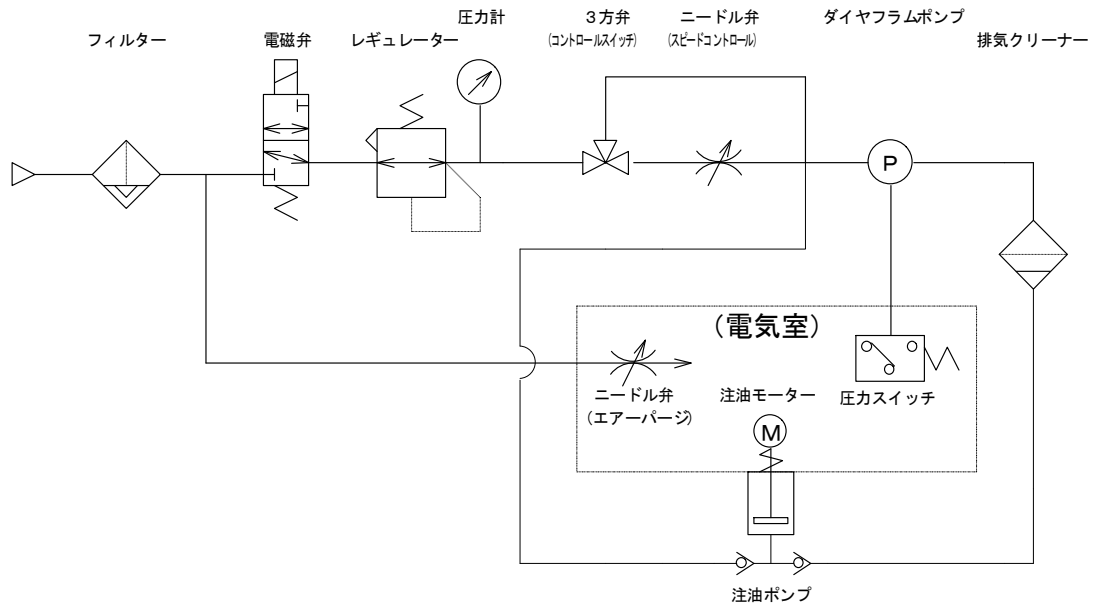 フィルター
電磁弁
レギュレーター
圧力計
3方弁
(コントロールスイッチ)
ニードル弁
(スピードコントロール)
ダイヤフラムポンプ
排気クリーナー
P
(電気室)
ニードル弁
(エアーパージ)
注油モーター
圧力スイッチ
M
注油ポンプ